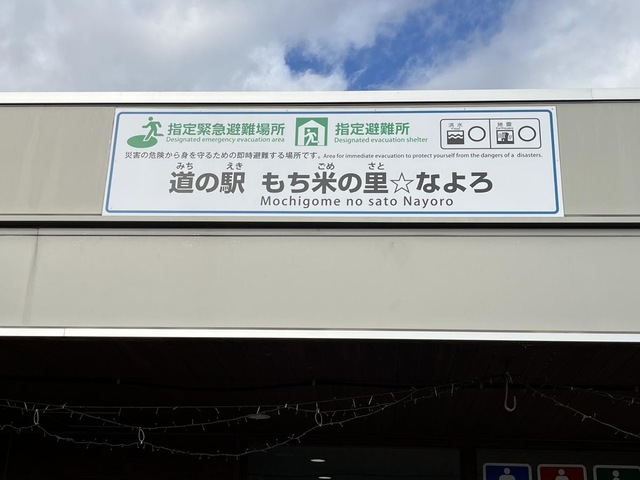 指定緊急避難場所 指定避難所
Designated emergency evacuation area Designated evacuation shelter
洪水 地震
災害の危険から身を守るための即時避難する場所です。Area for immediate evacuation to protect yourself from the dangers of a disasters.
みち えき ごめ さと
道の駅 もち米の里☆なよろ
Mochigome no sato Nayoro